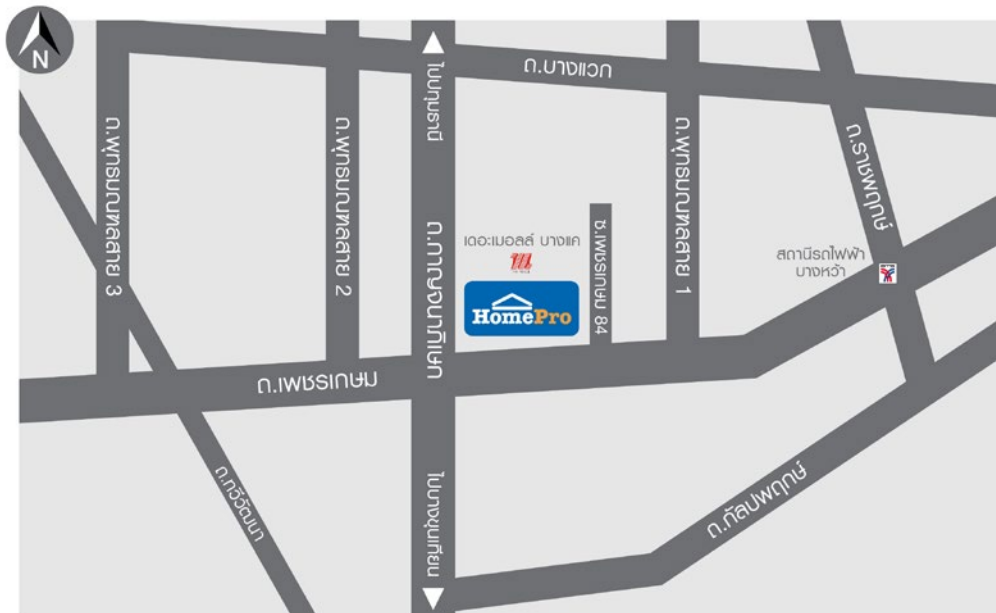 N
ถ.บางแวก
ไปปทุมธานี
ถ.พุทธมณฑลสาย 3
ถ.พุทธมณฑลสาย 2
ถ.กาญจนาภิเษก
ถ.พุทธมณฑลสาย 1
ถ.ราชพฤกษ์
เดอะมอลล์ บางแค
HomePro
ซ.เพชรเกษม 84
สถานีรถไฟฟ้า
บางหว้า
ถ.เพชรเกษม
ถ.ทวีวัฒนา
ไปบางขุนเทียน
ถ.กัลปพฤกษ์